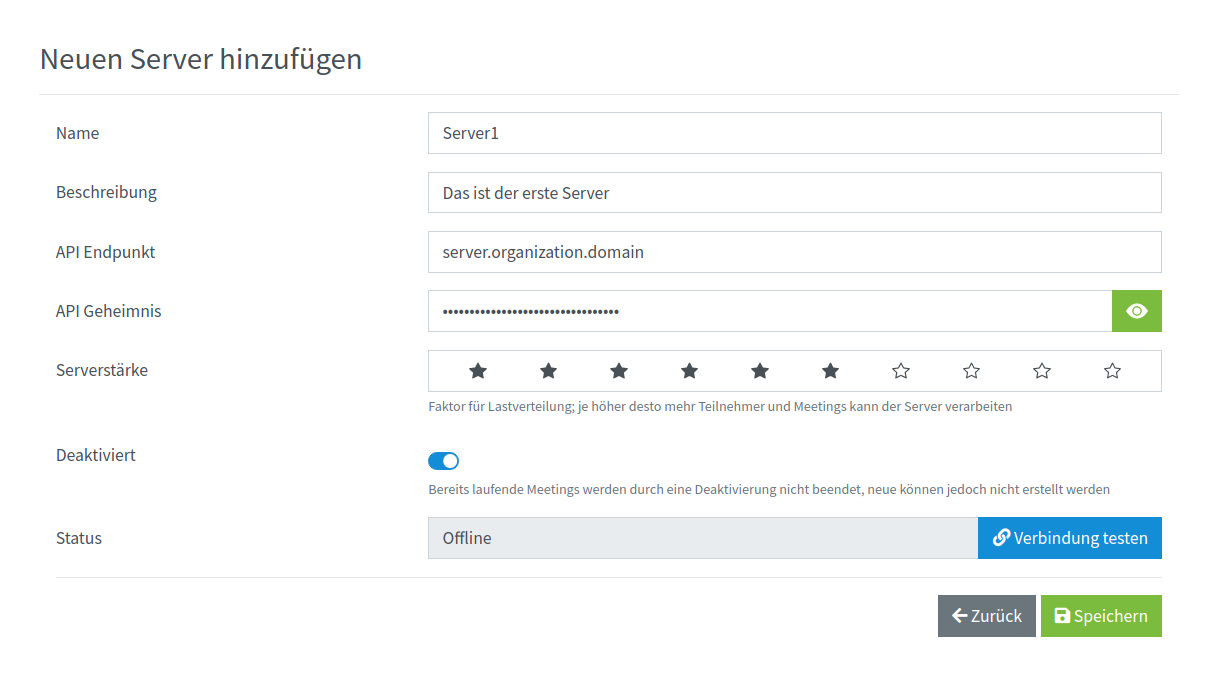 Neuen Server hinzufügen
Name
Server1
Beschreibung
Das ist der erste Server
API Endpunkt
server.organization.domain
API Geheimnis
•••••••••••••••••••••••••••••••••
Serverstärke
Faktor für Lastverteilung; je höher desto mehr Teilnehmer und Meetings kann der Server verarbeiten
Deaktiviert
Bereits laufende Meetings werden durch eine Deaktivierung nicht beendet, neue können jedoch nicht erstellt werden
Status
Offline
Verbindung testen
Zurück
Speichern